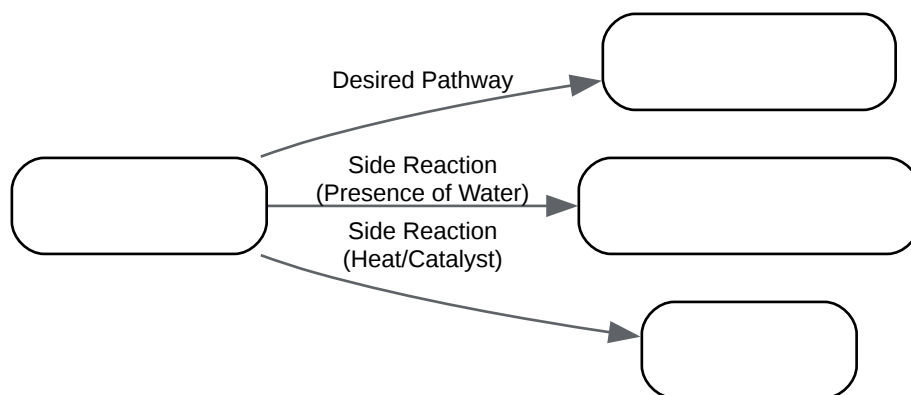 Desired Pathway
Side Reaction
(Presence of Water)
Side Reaction
(Heat/Catalyst)